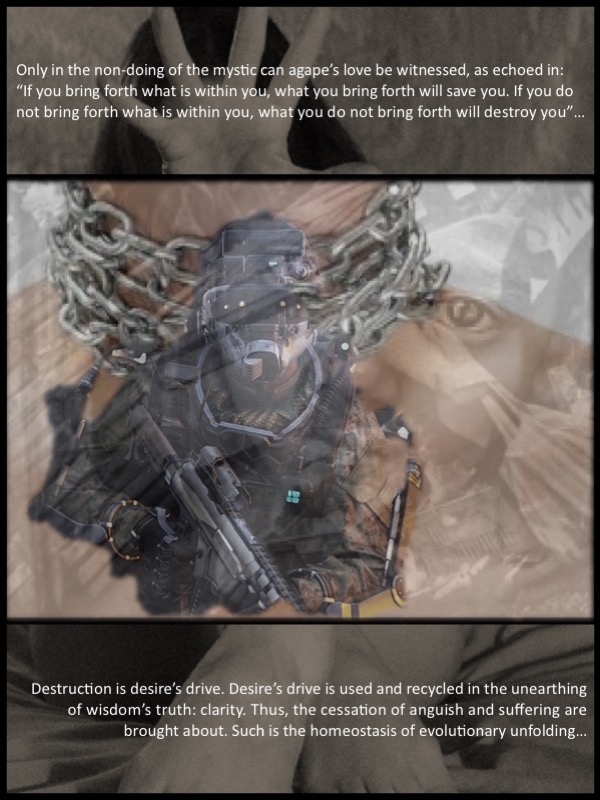 Only in the non-doing of the mystic can agape’s love be witnessed, as echoed in:
“If you bring forth what is within you, what you bring forth will save you. If you do
not bring forth what is within you, what you do not bring forth will destroy you”…
Destruction is desire’s drive. Desire’s drive is used and recycled in the unearthing
of wisdom’s truth: clarity. Thus, the cessation of anguish and suffering are
brought about. Such is the homeostasis of evolutionary unfolding…